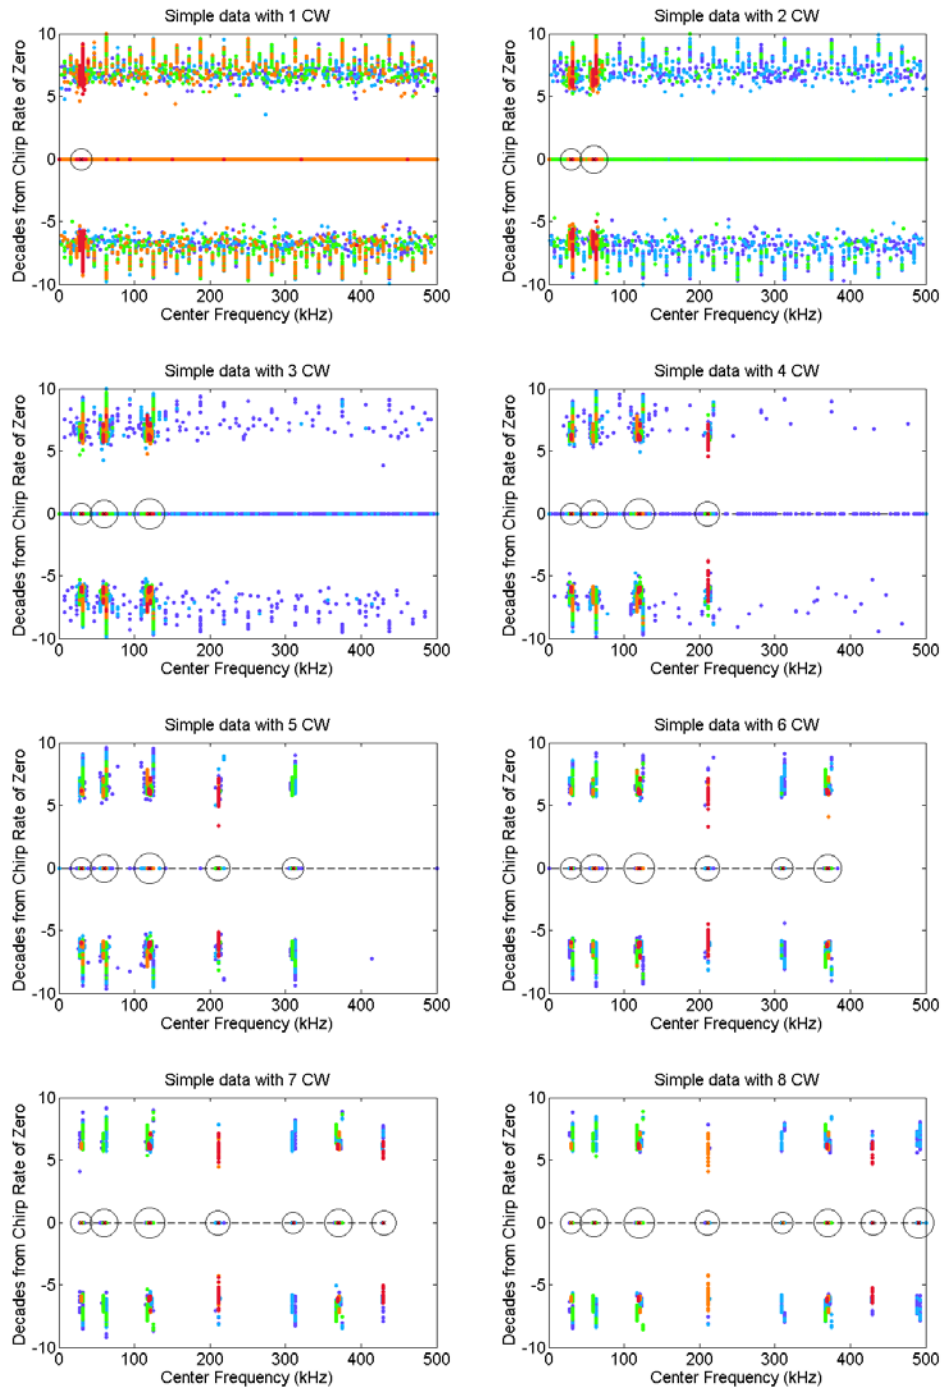 Simple data with 1 CW
Decades from Chirp Rate of Zero
10
5
0
-5
-10
0 100 200 300 400 500
Center Frequency (kHz)
Simple data with 2 CW
Decades from Chirp Rate of Zero
10
5
0
-5
-10
0 100 200 300 400 500
Center Frequency (kHz)
Simple data with 3 CW
Decades from Chirp Rate of Zero
10
5
0
-5
-10
0 100 200 300 400 500
Center Frequency (kHz)
Simple data with 4 CW
Decades from Chirp Rate of Zero
10
5
0
-5
-10
0 100 200 300 400 500
Center Frequency (kHz)
Simple data with 5 CW
Decades from Chirp Rate of Zero
10
5
0
-5
-10
0 100 200 300 400 500
Center Frequency (kHz)
Simple data with 6 CW
Decades from Chirp Rate of Zero
10
5
0
-5
-10
0 100 200 300 400 500
Center Frequency (kHz)
Simple data with 7 CW
Decades from Chirp Rate of Zero
10
5
0
-5
-10
0 100 200 300 400 500
Center Frequency (kHz)
Simple data with 8 CW
Decades from Chirp Rate of Zero
10
5
0
-5
-10
0 100 200 300 400 500
Center Frequency (kHz)